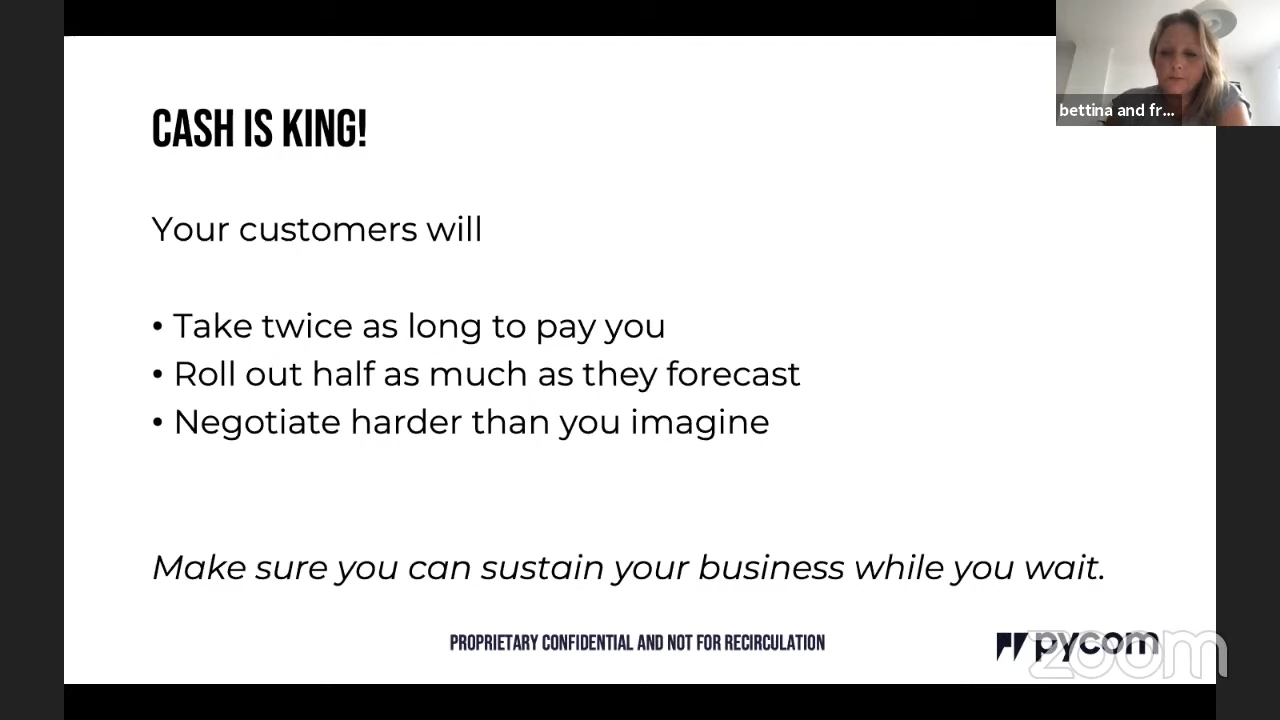 bettina and fr...
CASH IS KING!
Your customers will
• Take twice as long to pay you
• Roll out half as much as they forecast
• Negotiate harder than you imagine
Make sure you can sustain your business while you wait.
PROPRIETARY CONFIDENTIAL AND NOT FOR RECIRCULATION
pycom
zoom